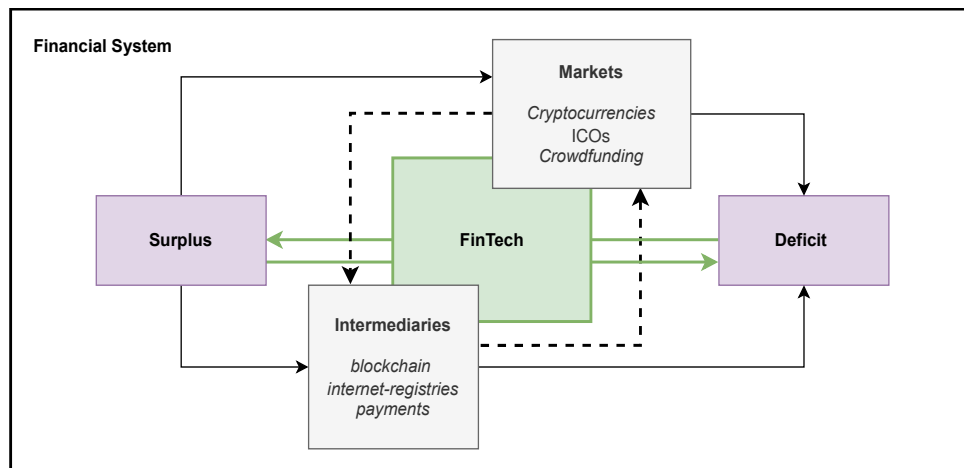 Financial System
Markets
Cryptocurrencies
ICOs
Crowdfunding
Surplus
FinTech
Deficit
Intermediaries
blockchain
internet-registries
payments